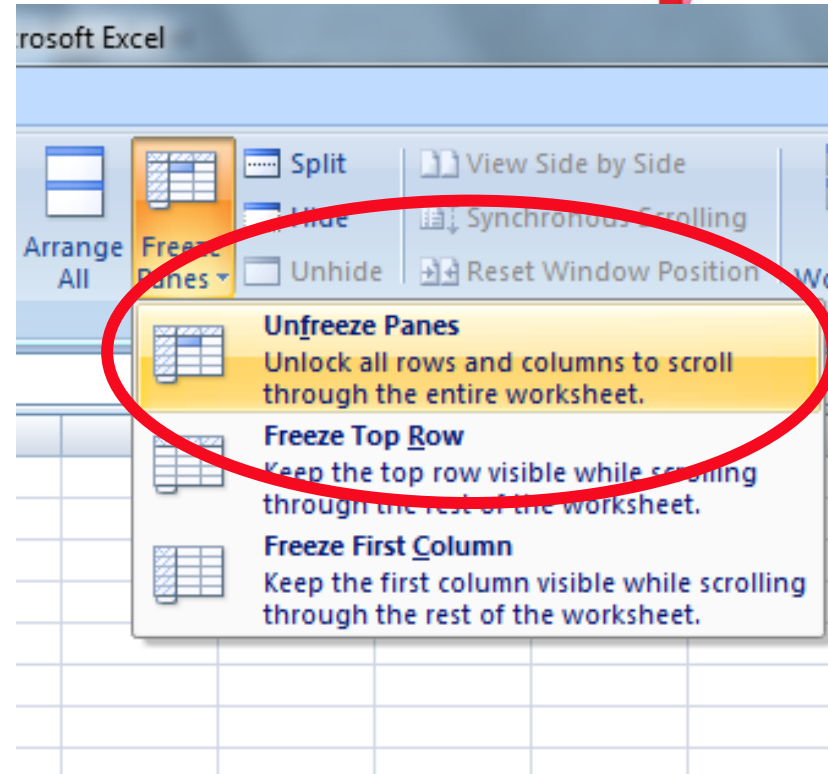 rosoft Excel
Split
View Side by Side
Hide
Synchronous Scrolling
Arrange All
Freeze Panes
Unhide
Reset Window Position
Unfreeze Panes
Unlock all rows and columns to scroll
through the entire worksheet.
Freeze Top Row
Keep the top row visible while scrolling
through the rest of the worksheet.
Freeze First Column
Keep the first column visible while scrolling
through the rest of the worksheet.